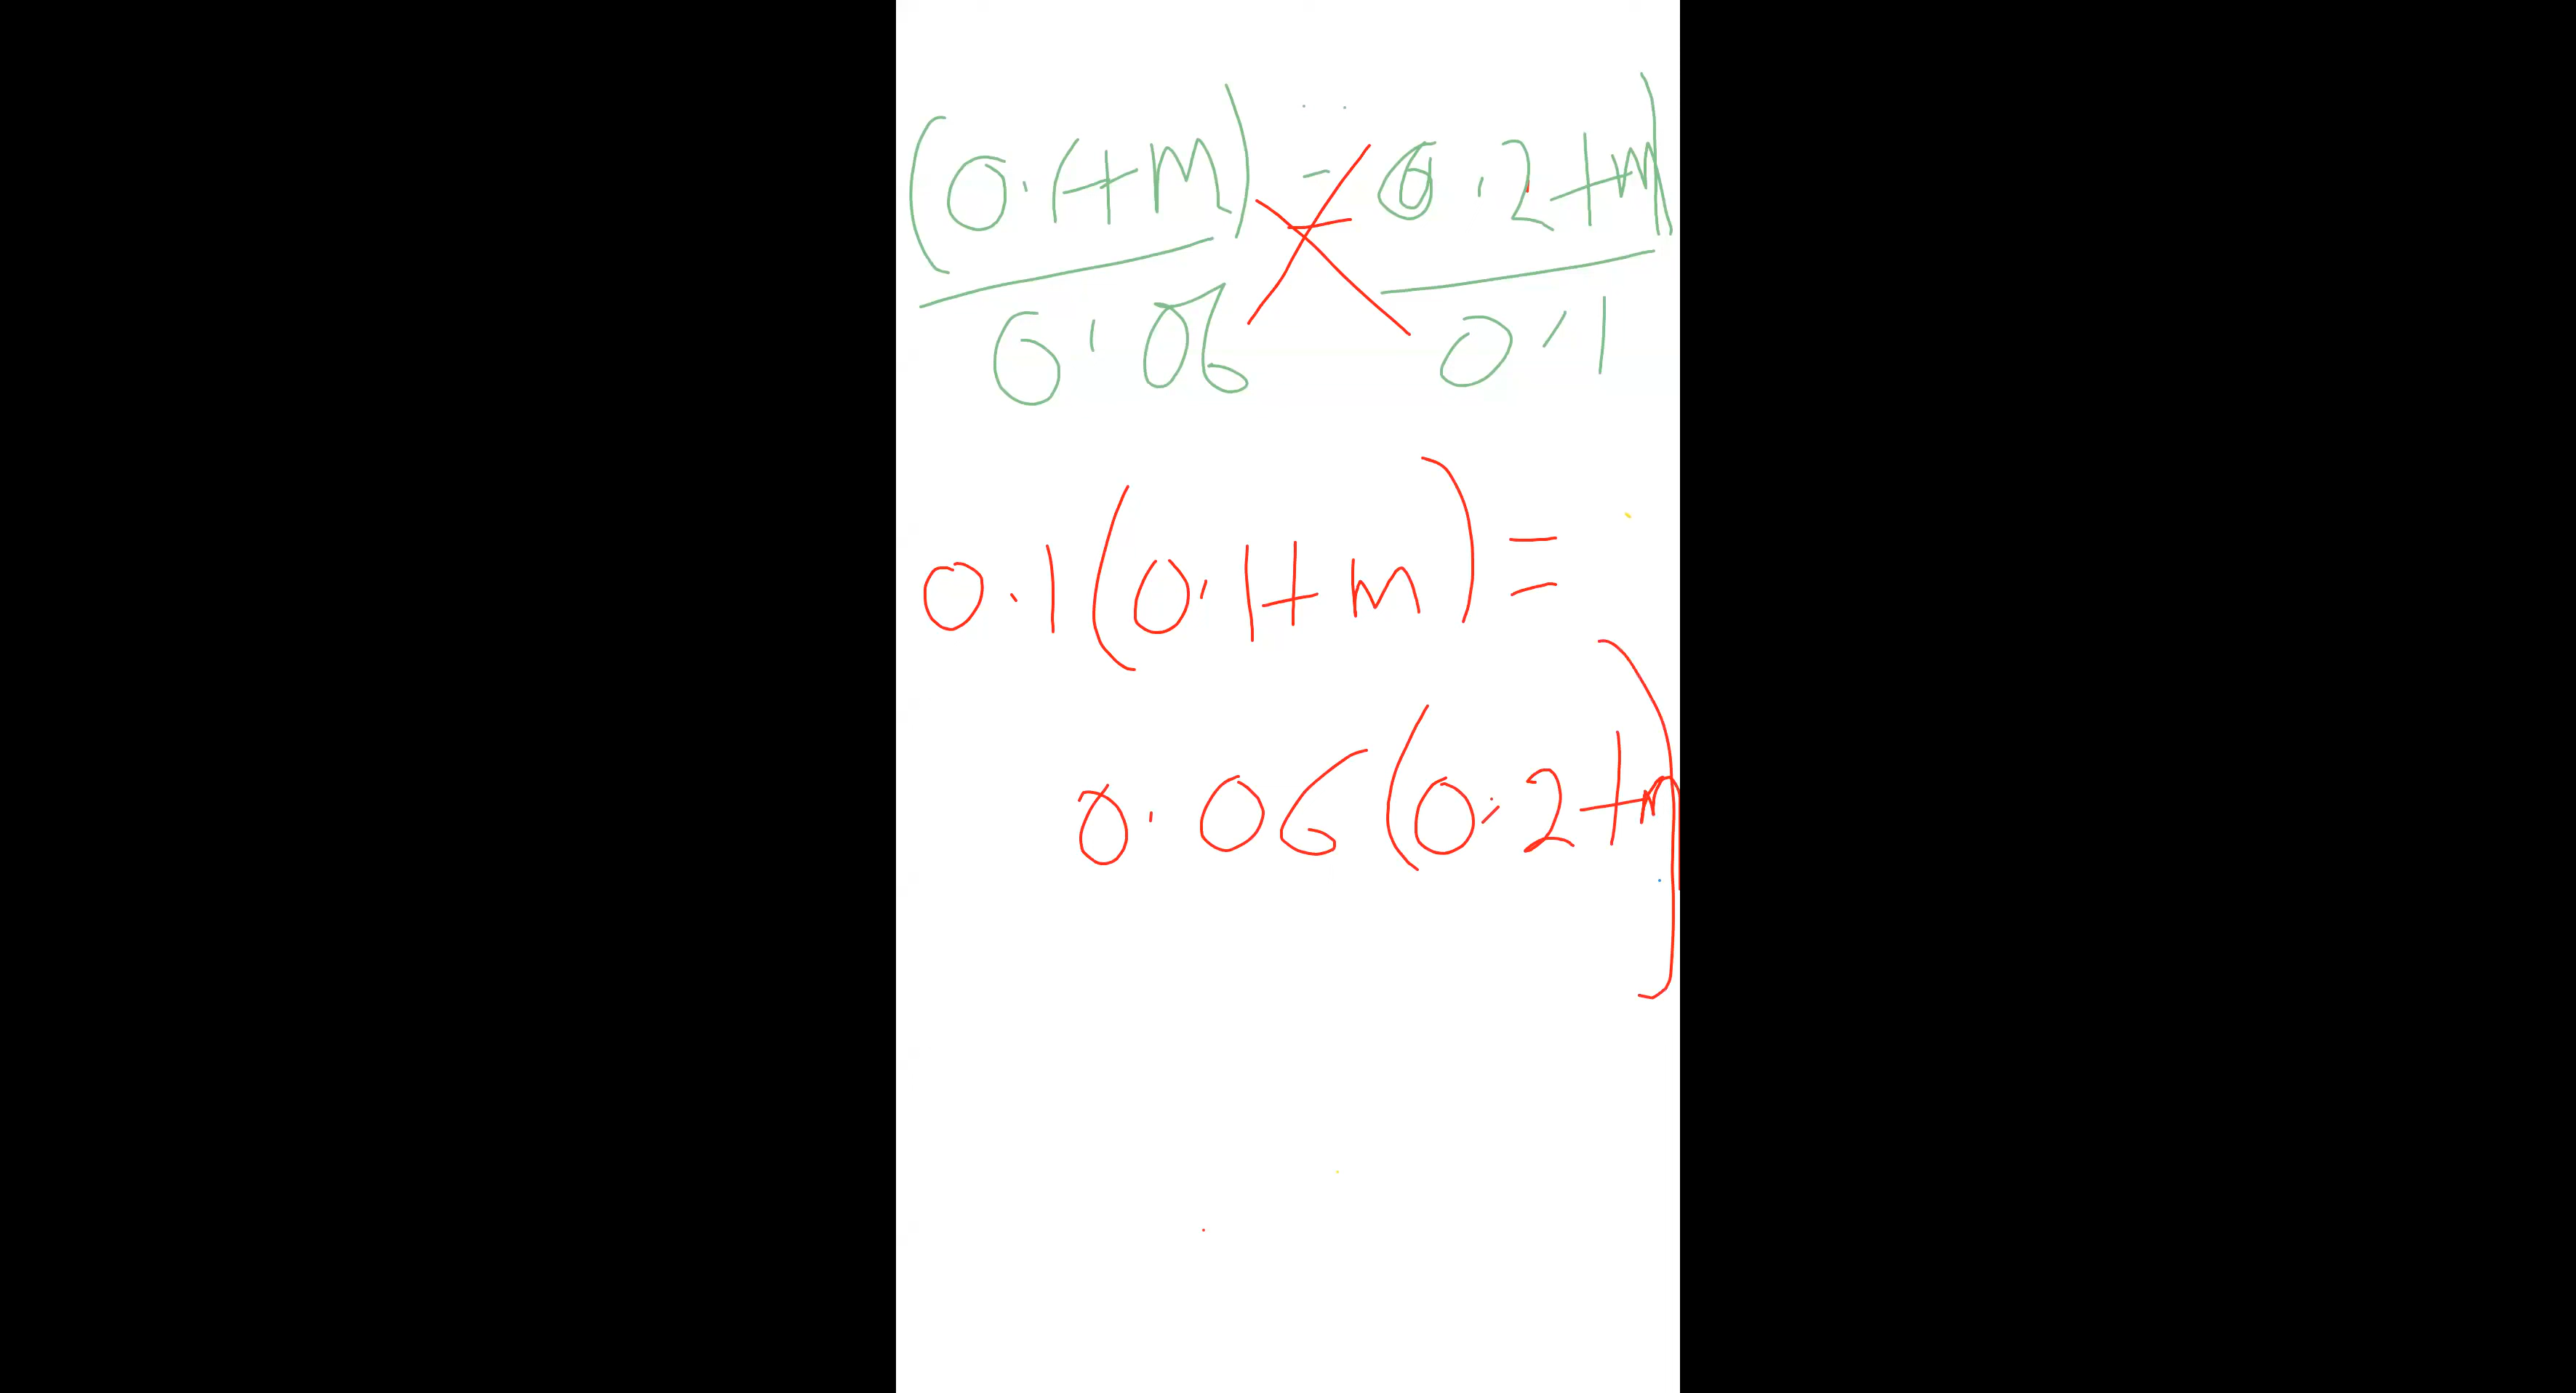 (0.1+m) = 0.2+m)
0.06 0.1
0.1(0.1+m) =
0.06(0.2+m)